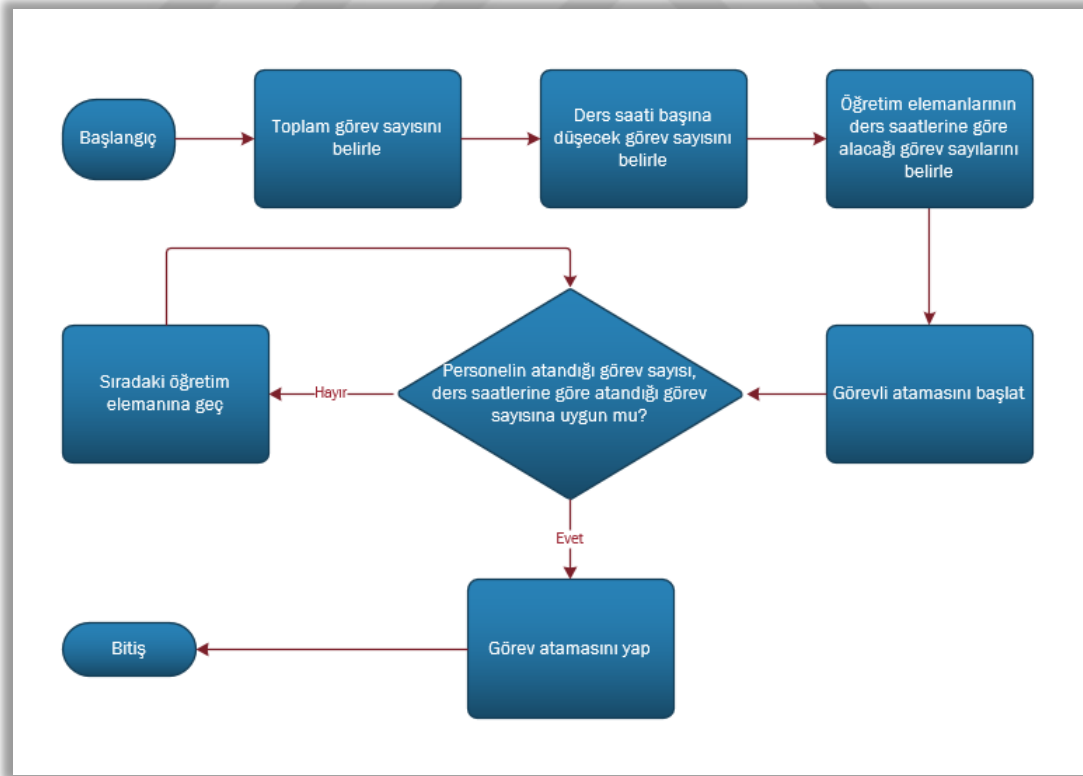 Başlangıç
Toplam görev sayısını
belirle
Ders saati başına
düşecek görev sayısını
belirle
Öğretim elemanlarının
ders saatlerine göre
alacağı görev sayılarını
belirle
Görevli atamasını başlat
Personelin atandığı görev sayısı,
ders saatlerine göre atandığı görev
sayısına uygun mu?
Hayır
Sıradaki öğretim
elemanına geç
Evet
Görev atamasını yap
Bitiş